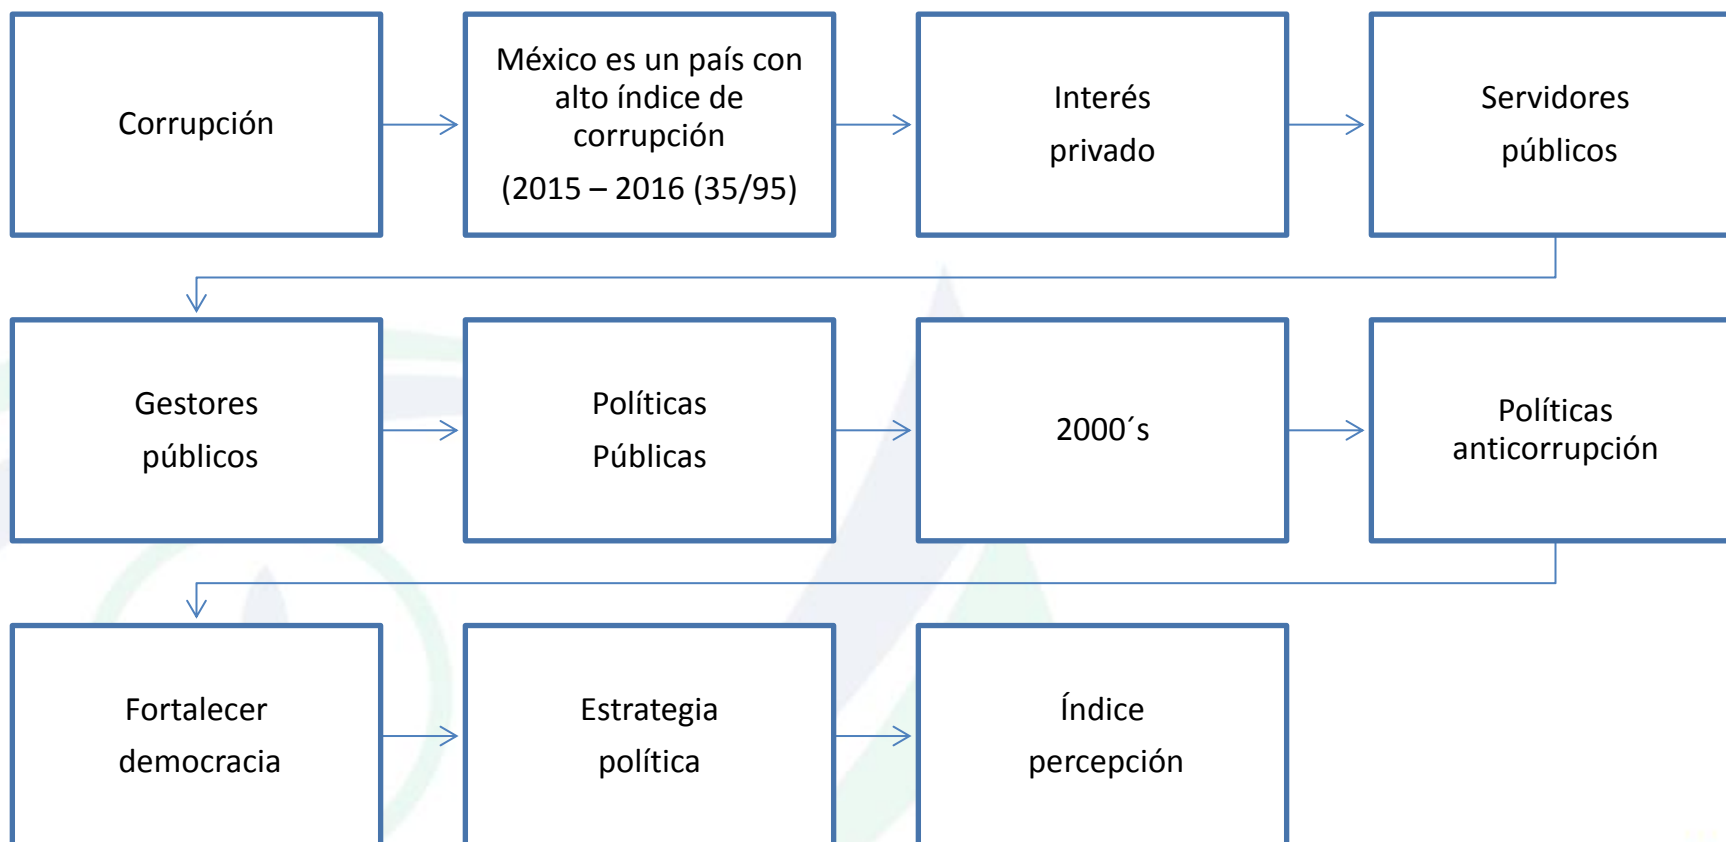 Corrupción
México es un país con
alto índice de
corrupción
(2015 – 2016 (35/95)
Interés
privado
Servidores
públicos
Gestores
públicos
Políticas
Públicas
2000´s
Políticas
anticorrupción
Fortalecer
democracia
Estrategia
política
Índice
percepción